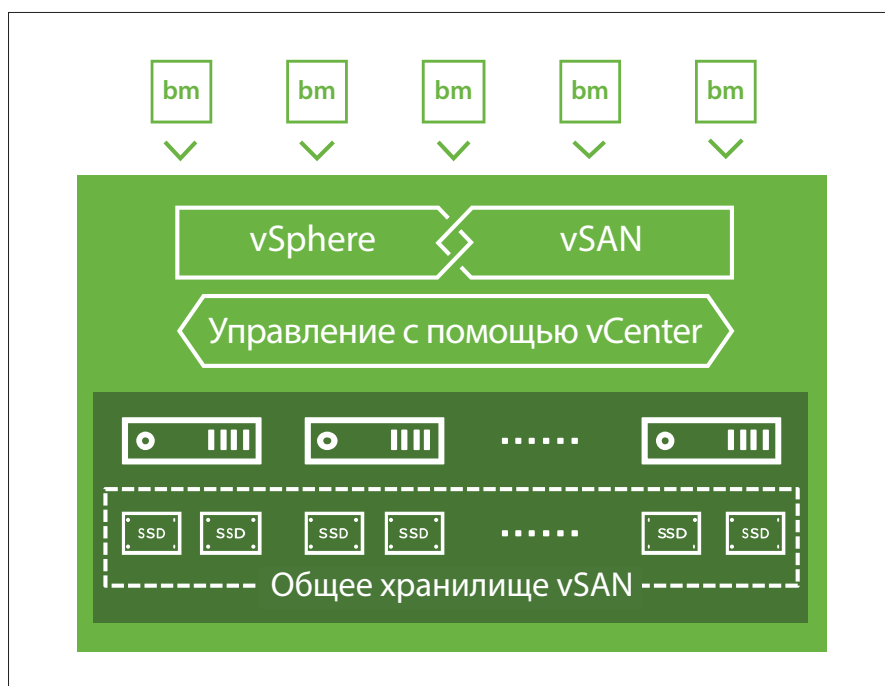 bm bm bm bm bm
vSphere vSAN
Управление с помощью vCenter
SSD SSD SSD SSD SSD SSD
Общее хранилище vSAN